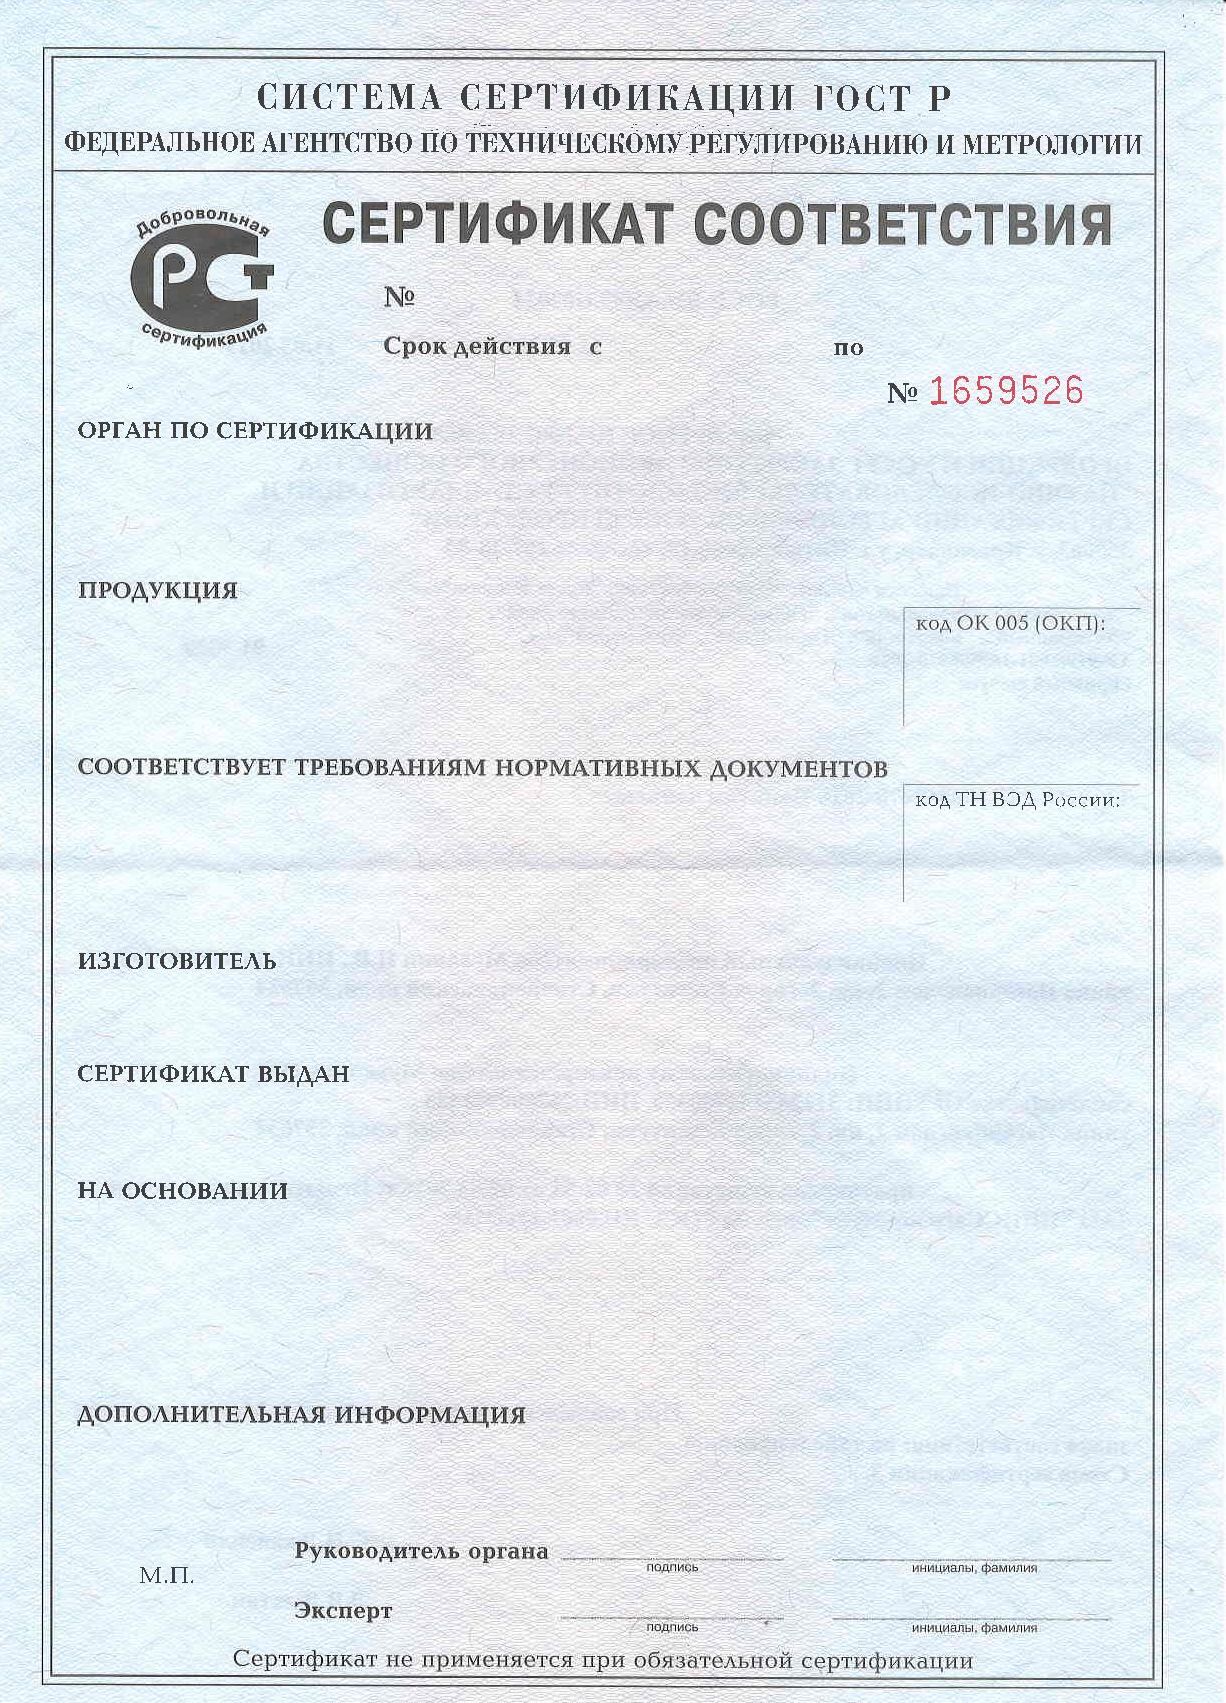 СИСТЕМА СЕРТИФИКАЦИИ ГОСТ Р
ФЕДЕРАЛЬНОЕ АГЕНТСТВО ПО ТЕХНИЧЕСКОМУ РЕГУЛИРОВАНИЮ И МЕТРОЛОГИИ
Добровольная
РСТ
сертификация
СЕРТИФИКАТ СООТВЕТСТВИЯ
№
Срок действия с по
№ 1659526
ОРГАН ПО СЕРТИФИКАЦИИ
ПРОДУКЦИЯ
код ОК 005 (ОКП):
СООТВЕТСТВУЕТ ТРЕБОВАНИЯМ НОРМАТИВНЫХ ДОКУМЕНТОВ
код ТН ВЭД России:
ИЗГОТОВИТЕЛЬ
СЕРТИФИКАТ ВЫДАН
НА ОСНОВАНИИ
ДОПОЛНИТЕЛЬНАЯ ИНФОРМАЦИЯ
Руководитель органа
подпись инициалы, фамилия
М.П.
Эксперт
подпись инициалы, фамилия
Сертификат не применяется при обязательной сертификации